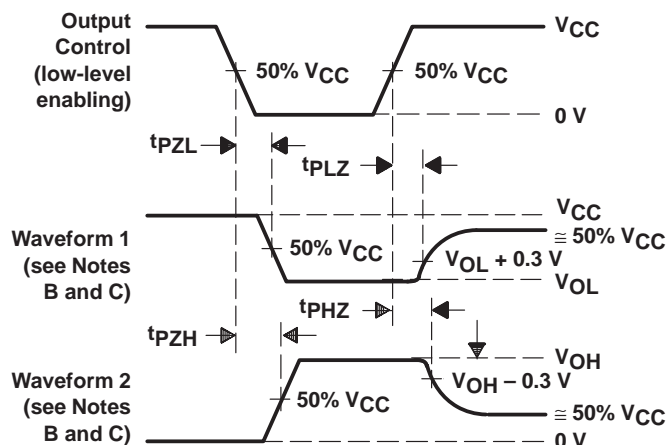 Output
Control
(low-level
enabling)
VCC
50% VCC
50% VCC
0 V
tPZL
tPLZ
VCC
Waveform 1
(see Notes
B and C)
50% VCC
≅ 50% VCC
VOL + 0.3 V
VOL
tPHZ
tPZH
VOH
Waveform 2
(see Notes
B and C)
VOH – 0.3 V
50% VCC
≅ 50% VCC
0 V